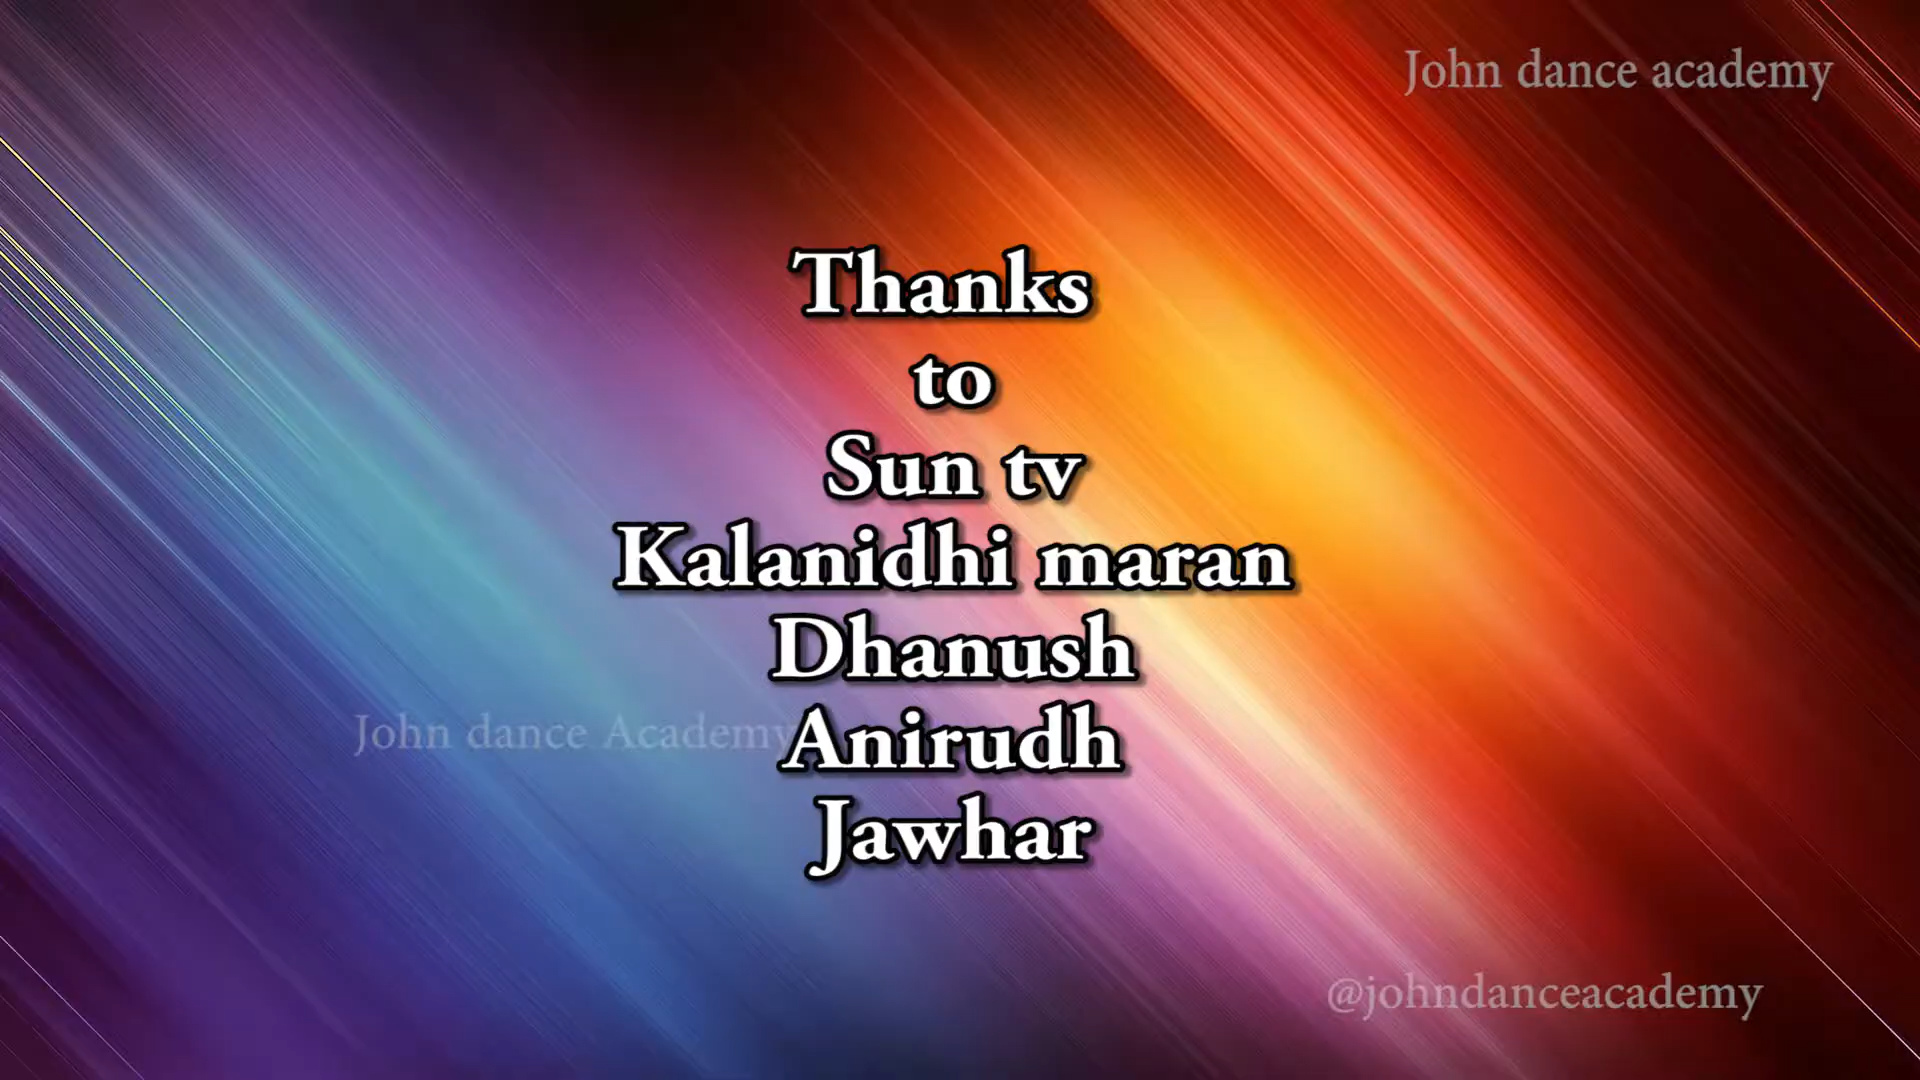 John dance academy
Thanks
to
Sun tv
Kalanidhi maran
Dhanush
John dance Academy
Anirudh
Jawhar
@johndanceacademy